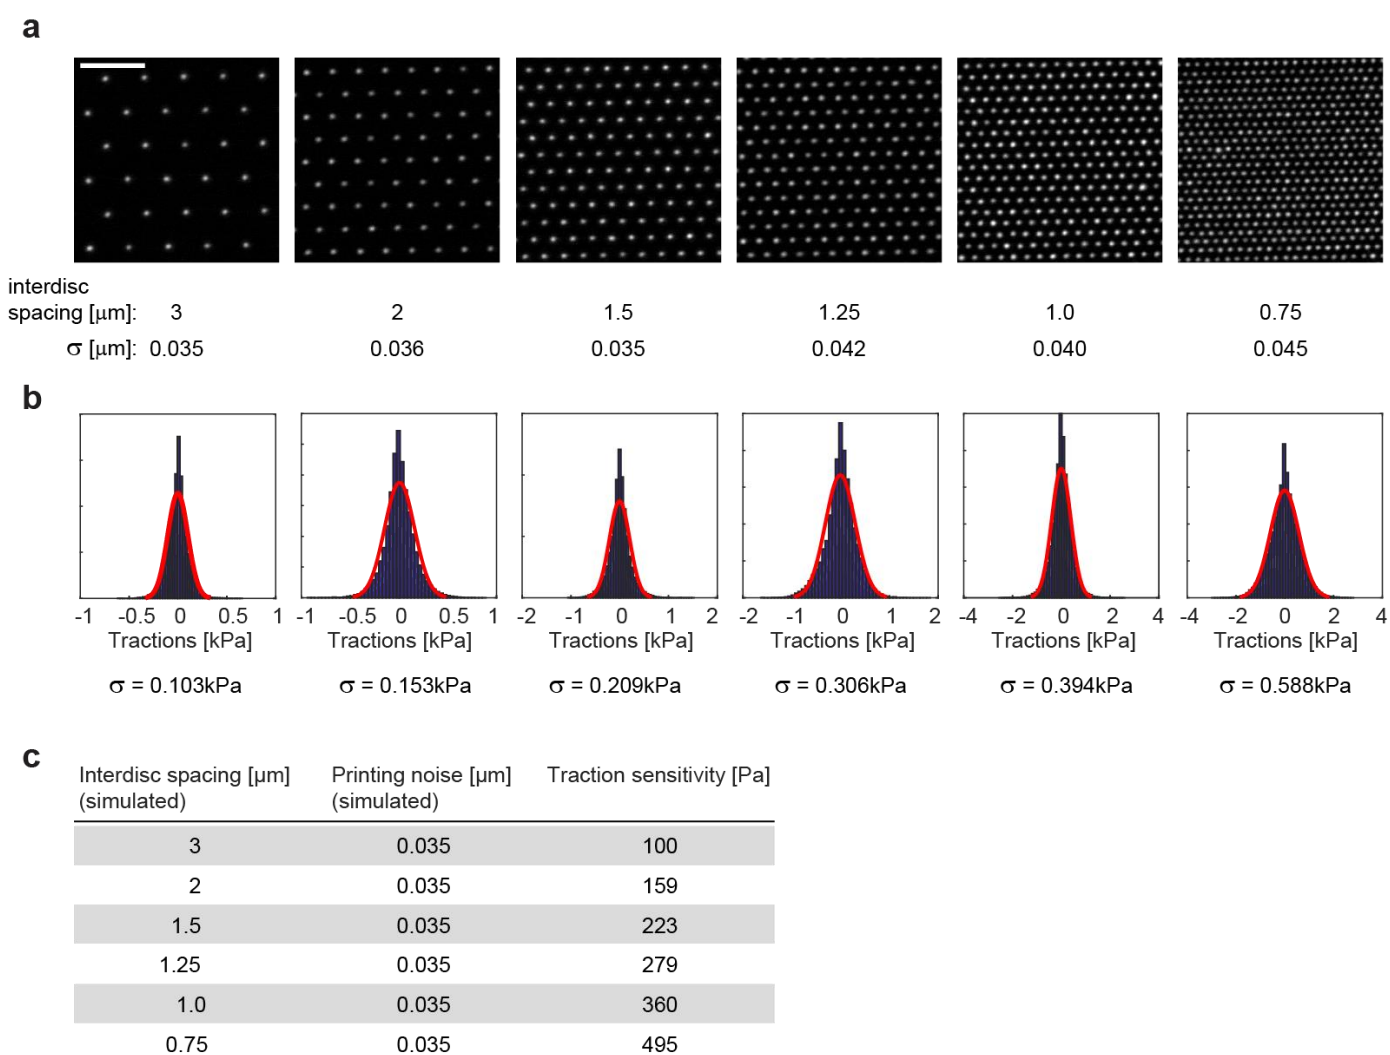 a
interdisc
spacing [μm]: 3 2 1.5 1.25 1.0 0.75
σ [μm]: 0.035 0.036 0.035 0.042 0.040 0.045
b
-1 -0.5 0 0.5 1 -1 -0.5 0 0.5 1 -2 -1 0 1 2 -2 -1 0 1 2 -4 -2 0 2 4 -4 -2 0 2 4
Tractions [kPa] Tractions [kPa] Tractions [kPa] Tractions [kPa] Tractions [kPa] Tractions [kPa]
σ = 0.103kPa σ = 0.153kPa σ = 0.209kPa σ = 0.306kPa σ = 0.394kPa σ = 0.588kPa
c
Interdisc spacing [µm] Printing noise [µm] Traction sensitivity [Pa]
(simulated) (simulated)
3 0.035 100
2 0.035 159
1.5 0.035 223
1.25 0.035 279
1.0 0.035 360
0.75 0.035 495